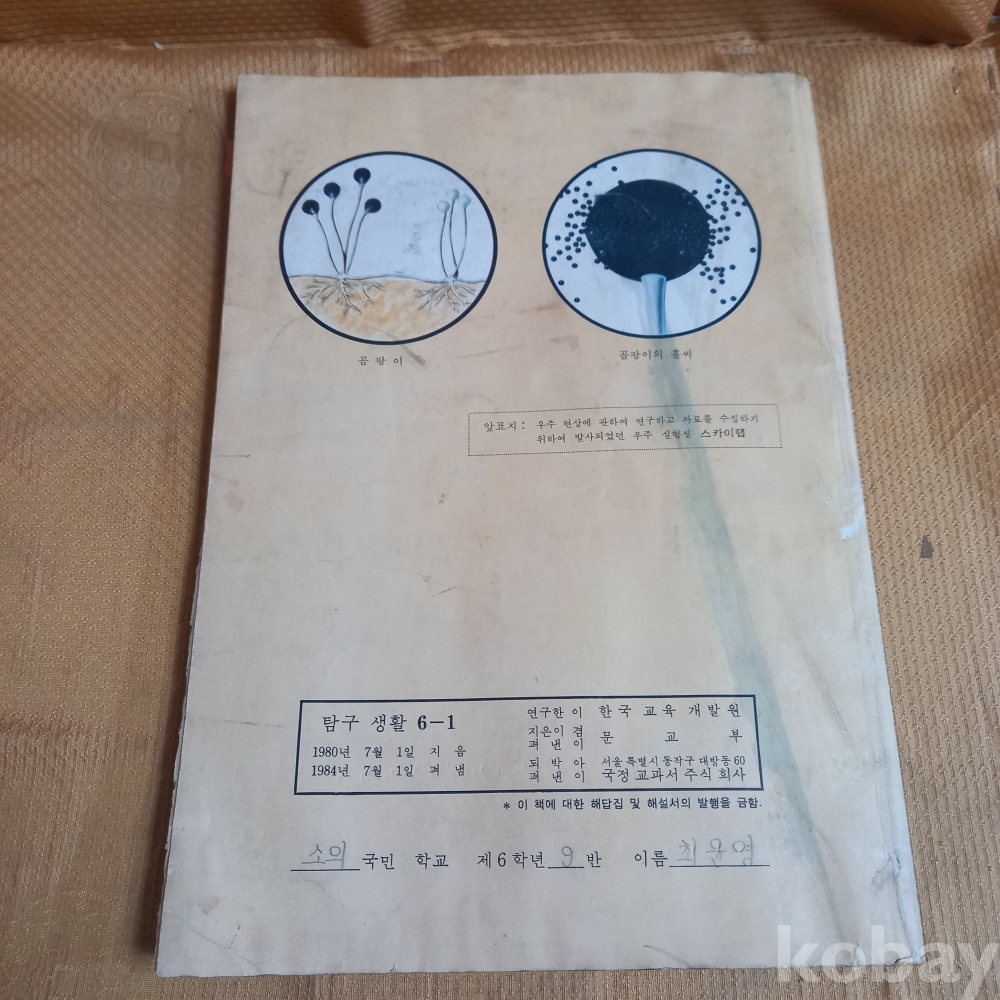 곰 팡 이
곰팡이의 홀씨
앞표지: 우주 현상에 관하여 연구하고 자료를 수집하기
위하여 발사되었던 우주 실험실 스카이랩
탐구 생활 6-1
1980년 7월 1일 지 음
1984년 7월 1일 펴 냄
연구한 이 한 국 교 육 개 발 원
지은이 겸
펴 낸 이 문 교 부
되 박 아 서울 특별시 동작구 대방동 60
펴 낸 이 국정 교과서 주식 회사
* 이 책에 대한 해답집 및 해설서의 발행을 금함.
소의 국민 학교 제 6 학년 9 반 이름 최 운 영
kobay